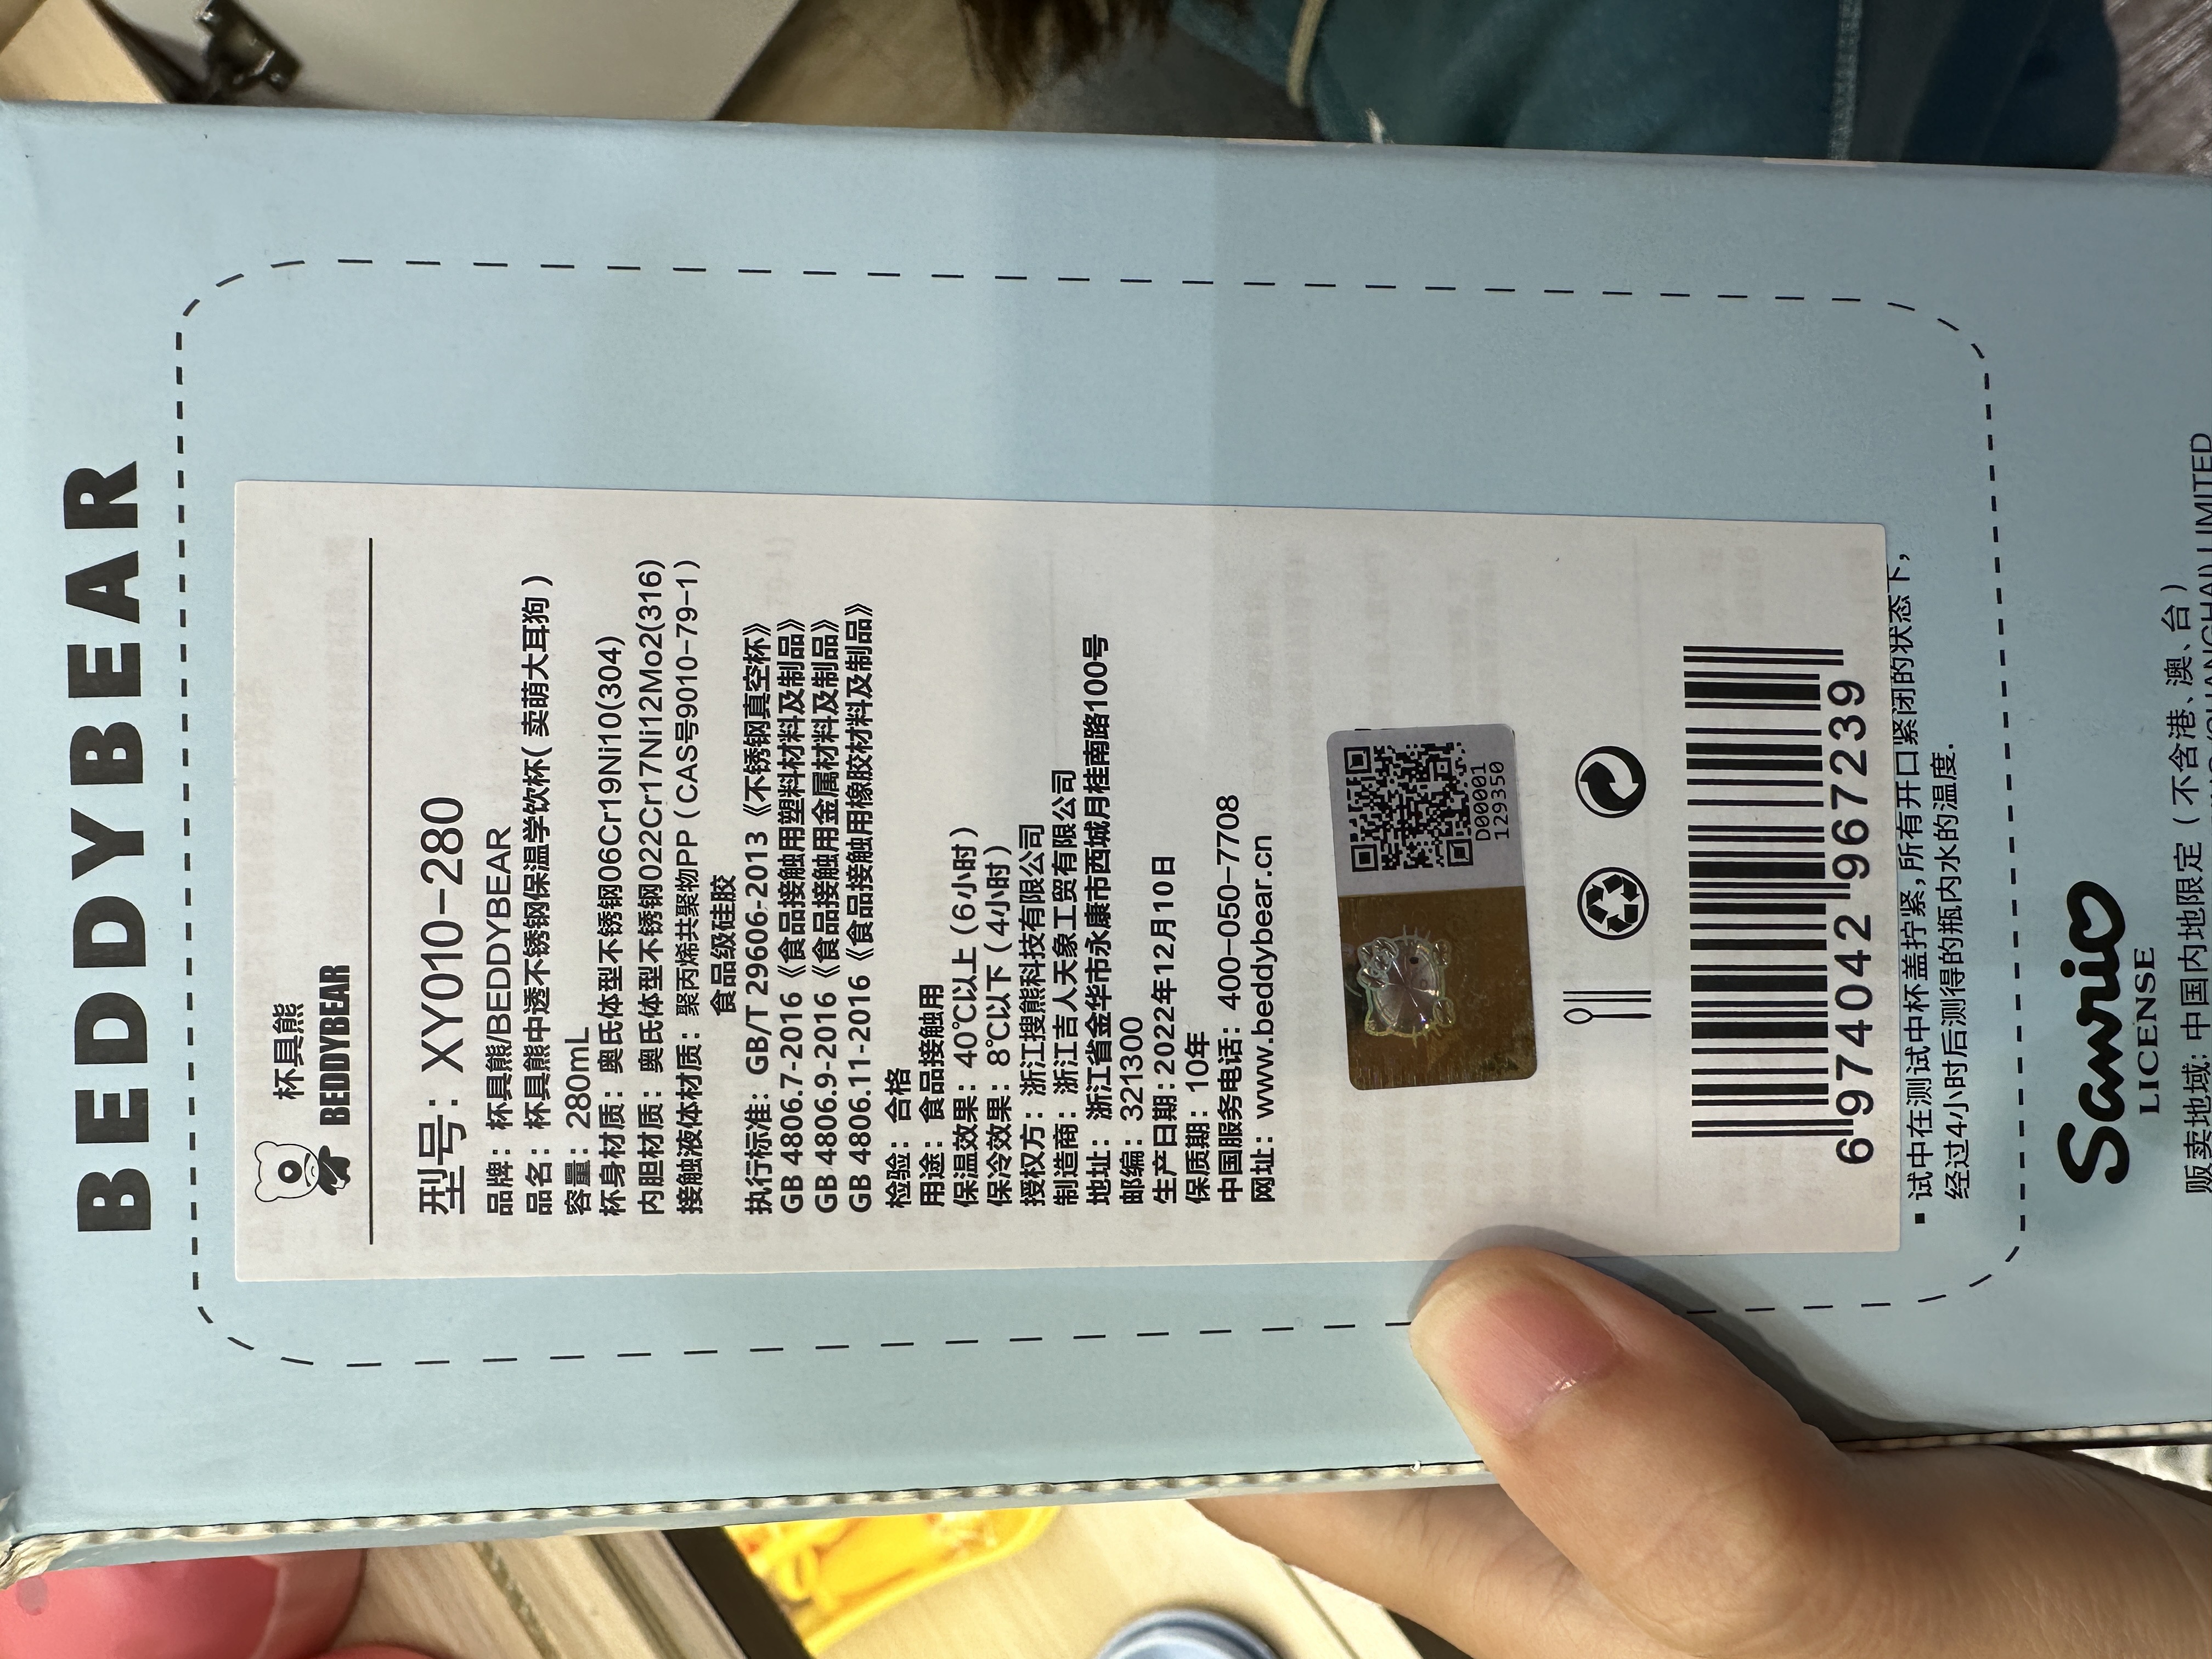 BEDDYBEAR
杯具熊
BEDDYBEAR
型号：XY010-280
品牌：杯具熊/BEDDYBEAR
品名：杯具熊中透不锈钢保温学饮杯（卖萌大耳狗）
容量：280mL
杯身材质：奥氏体型不锈钢06Cr19Ni10(304)
内胆材质：奥氏体型不锈钢022Cr17Ni12Mo2(316)
接触液体材质：聚丙烯共聚物PP（CAS号9010-79-1）
食品级硅胶
执行标准：GB/T 29606-2013《不锈钢真空杯》
GB 4806.7-2016《食品接触用塑料材料及制品》
GB 4806.9-2016《食品接触用金属材料及制品》
GB 4806.11-2016《食品接触用橡胶材料及制品》
检验：合格
用途：食品接触用
保温效果：40℃以上（6小时）
保冷效果：8℃以下（4小时）
授权方：浙江搜熊科技有限公司
制造商：浙江吉人天象工贸有限公司
地址：浙江省金华市永康市西城月桂南路100号
邮编：321300
生产日期：2022年12月10日
保质期：10年
中国服务电话：400-050-7708
网址：www.beddybear.cn
D00001
129350
6 974042 967239
▪ 试中在测试中杯盖拧紧,所有开口紧闭的状态下,
经过4小时后测得的瓶内水的温度.
Sanrio
LICENSE
贩卖地域：中国内地限定（不含港、澳、台）
(SHANGHAI) LIMITED